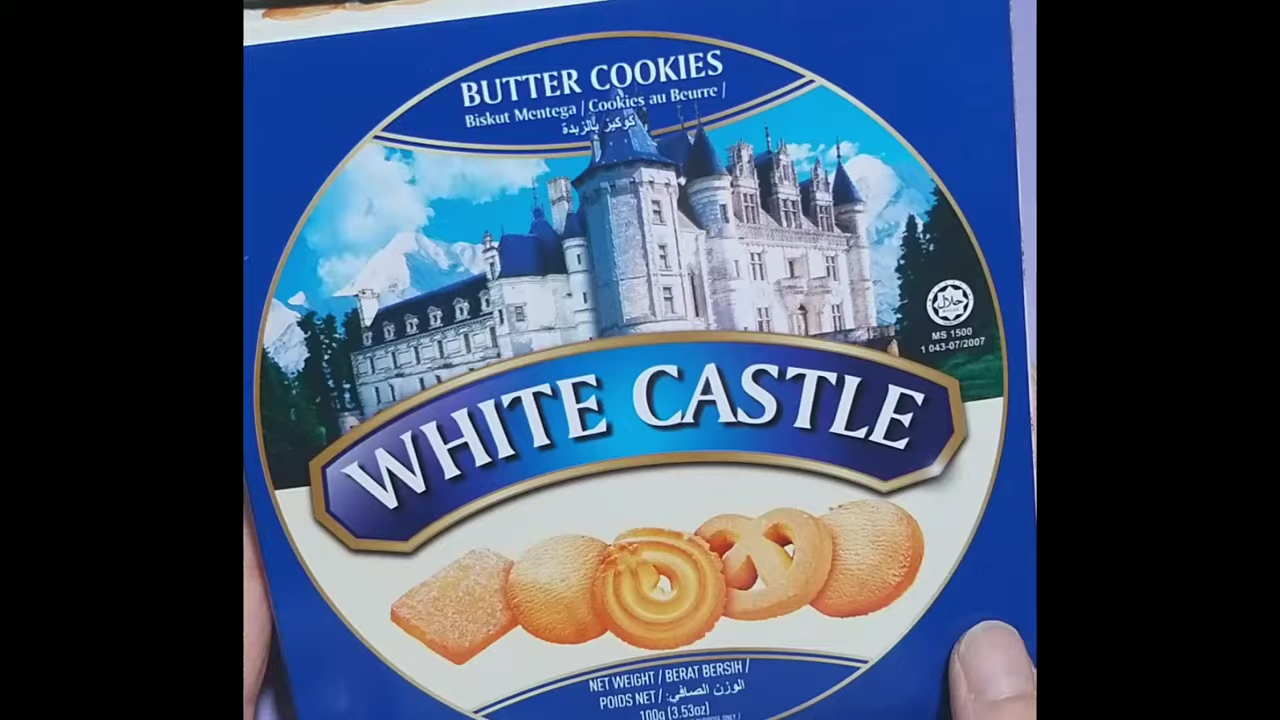 BUTTER COOKIES
Biskut Mentega / Cookies au Beurre /
كوكيز بالزبدة
حلال
MS 1500
1 043-07/2007
WHITE CASTLE
NET WEIGHT / BERAT BERSIH /
POIDS NET / الوزن الصافي:
100g (3.53oz)